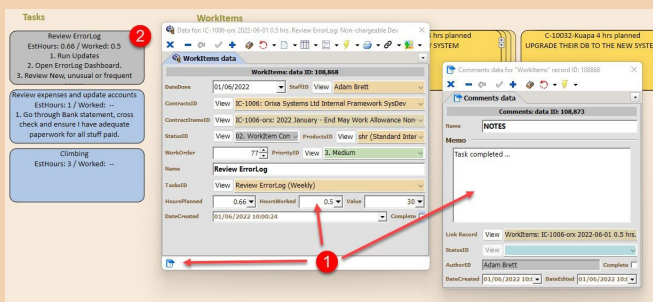 Tasks
WorkItems
Review ErrorLog
EstHours: 0.66 / Worked: 0.5
1. Run Updates
2. Open ErrorLog Dashboard.
3. Review New, unusual or frequent
2
Review expenses and update accounts
EstHours: 1 / Worked: --
1. Go through Bank statement, cross
check and ensure I have adequate
paperwork for all stuff paid.
Climbing
EstHours: 3 / Worked: --
Data for: IC-1006-orx 2022-06-01 0.5 hrs. Review ErrorLog: Non-chargeable Dev
WorkItems data
WorkItems: data ID: 108,868
DateDone 01/06/2022 StaffID View Adam Brett
ContractsID View IC-1006: Orixa Systems Ltd Internal Framework SysDev
ContractItemsID View IC-1006-orx: 2022 January - End May Work Allowance Non-
StatusID View 02. WorkItem Con ProductsID View shr (Standard Inter
WorkOrder 77 PriorityID View 3. Medium
Name Review ErrorLog
TasksID View Review ErrorLog (Weekly)
HoursPlanned 0.66 HoursWorked 0.5 Value 30
DateCreated 01/06/2022 10:00:24 Complete
1
4 hrs planned
SYSTEM
C-10032-Kuapa 4 hrs planned
UPGRADE THEIR DB TO THE NEW SYSTE
Comments data for "WorkItems" record ID: 108868
Comments data
Comments: data ID: 108,873
Name NOTES
Memo
Task completed ...
Link Record View WorkItems: IC-1006-orx 2022-06-01 0.5 hrs.
StatusID View
AuthorID Adam Brett Complete
DateCreated 01/06/2022 10:0 DateEdited 01/06/2022 10:0